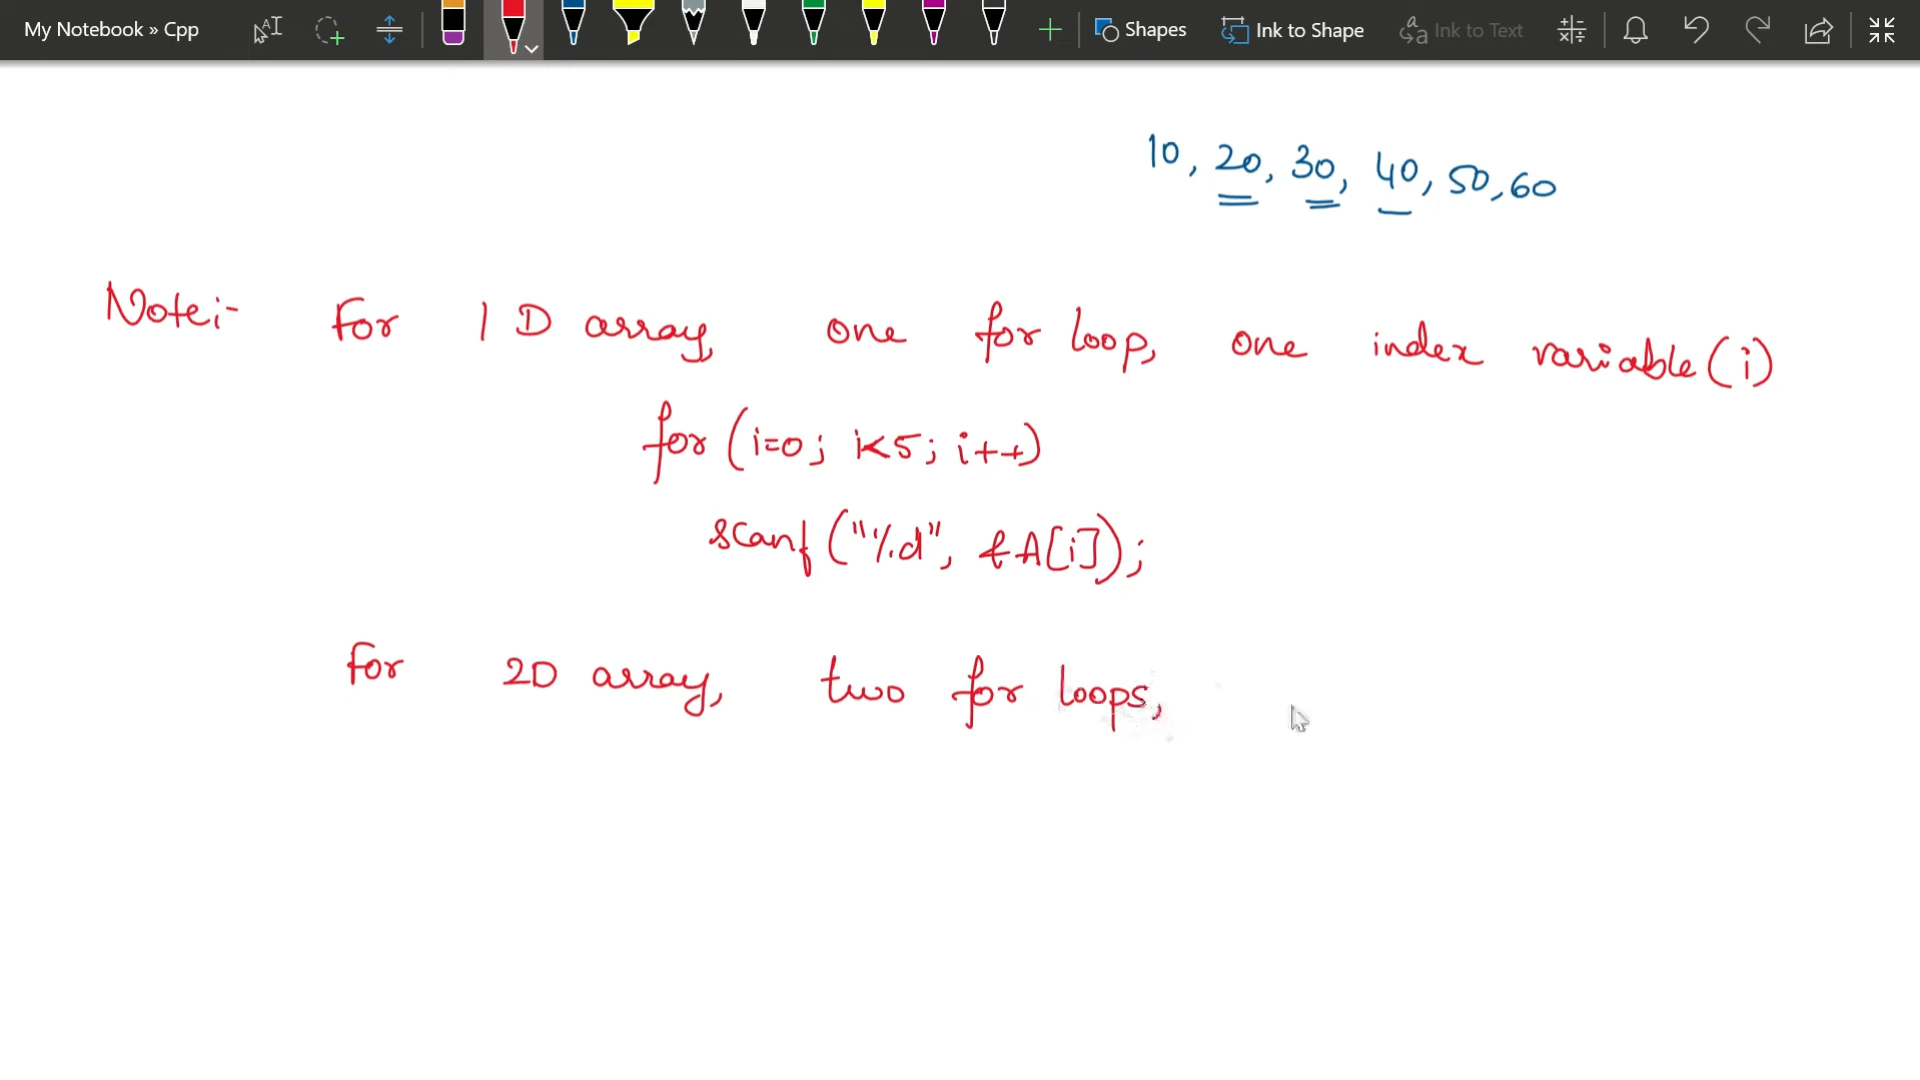 My Notebook » Cpp
Shapes
Ink to Shape
Ink to Text
10, 20, 30, 40, 50, 60
Note:- For 1D array, one for loop, one index variable (i)
for (i=0; i<5; i++)
scanf ("%d", &A[i]);
For 2D array, two for loops,